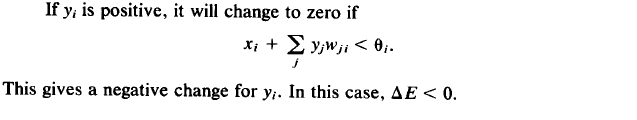 If yᵢ is positive, it will change to zero if
xᵢ + ∑ⱼ yⱼwⱼᵢ < θᵢ.
This gives a negative change for yᵢ. In this case, ΔE < 0.